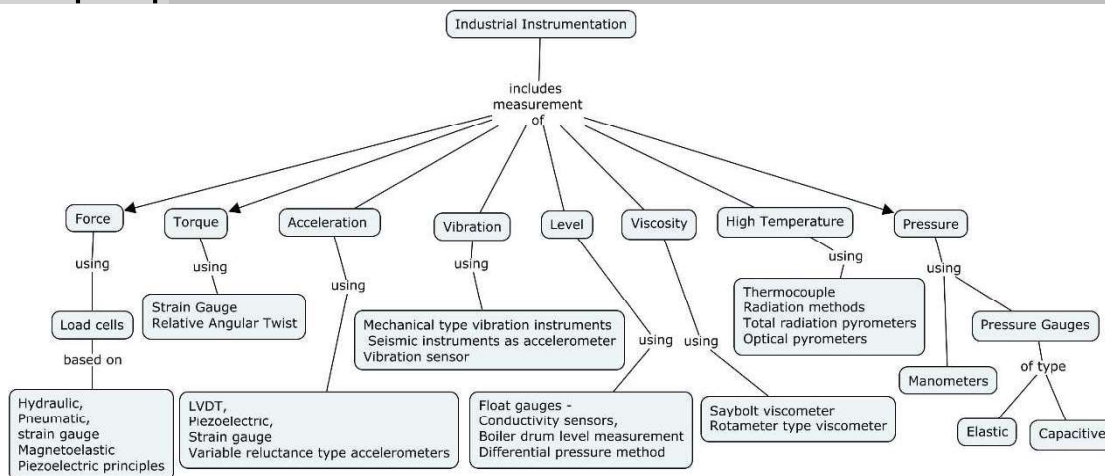 Industrial Instrumentation
includes
measurement
of
Force
Torque
Acceleration
Vibration
Level
Viscosity
High Temperature
Pressure
using
using
using
using
using
using
using
using
Strain Gauge
Relative Angular Twist
Load cells
based on
Hydraulic,
Pneumatic,
strain gauge
Magnetoelastic
Piezoelectric principles
LVDT,
Piezoelectric,
Strain gauge
Variable reluctance type accelerometers
Mechanical type vibration instruments
Seismic instruments as accelerometer
Vibration sensor
Float gauges -
Conductivity sensors,
Boiler drum level measurement
Differential pressure method
Saybolt viscometer
Rotameter type viscometer
Thermocouple
Radiation methods
Total radiation pyrometers
Optical pyrometers
Manometers
Pressure Gauges
of type
Elastic
Capacitive